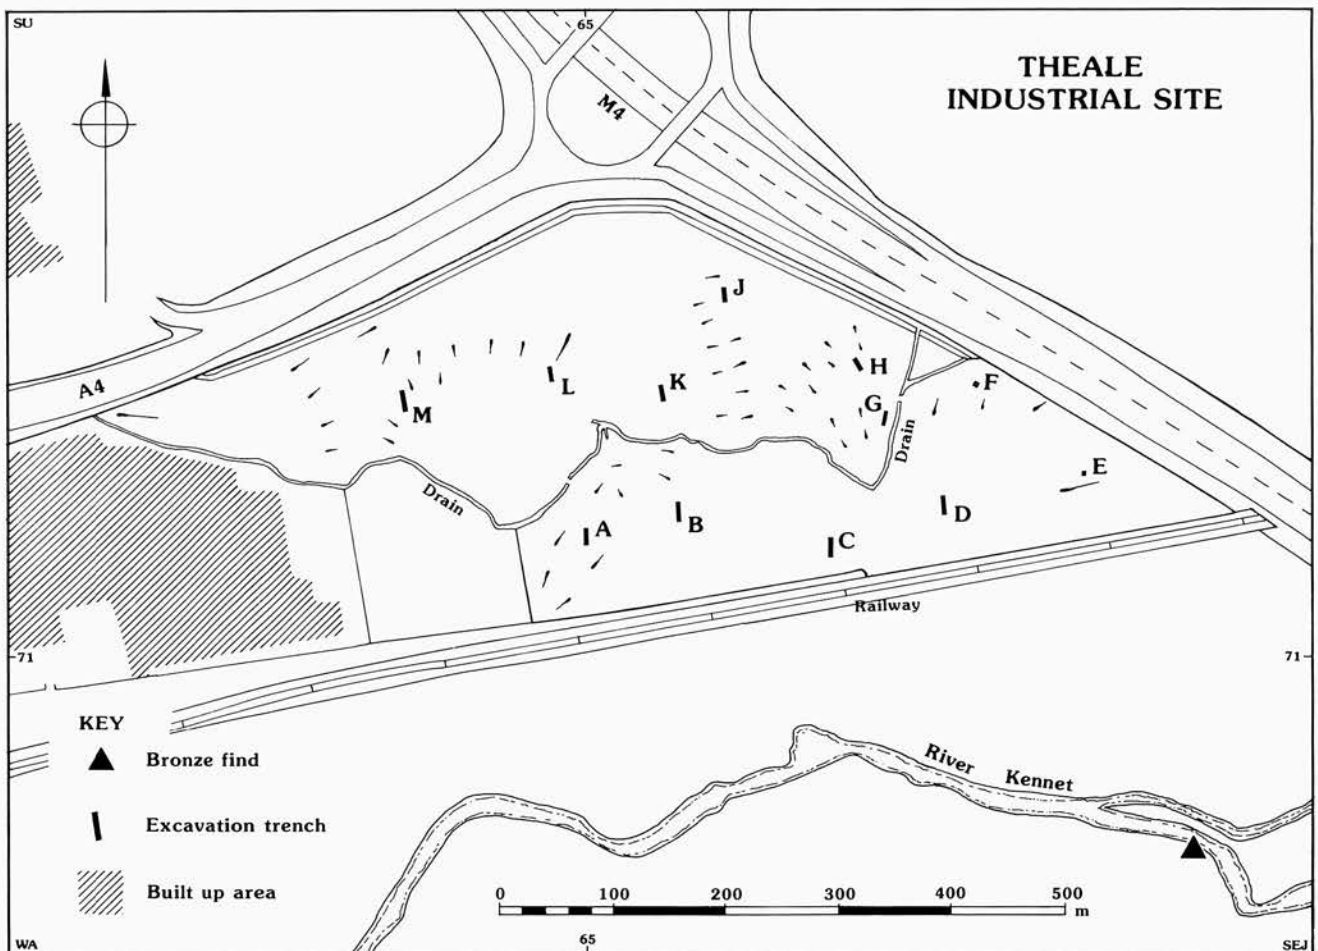 SU
65
THEALE
INDUSTRIAL SITE
M4
J
A4
H
K
L
F
M
G
Drain
E
Drain
B
D
A
C
Railway
71
71
KEY
Bronze find
River Kennet
Excavation trench
Built up area
0 100 200 300 400 500
m
WA
65
SEJ